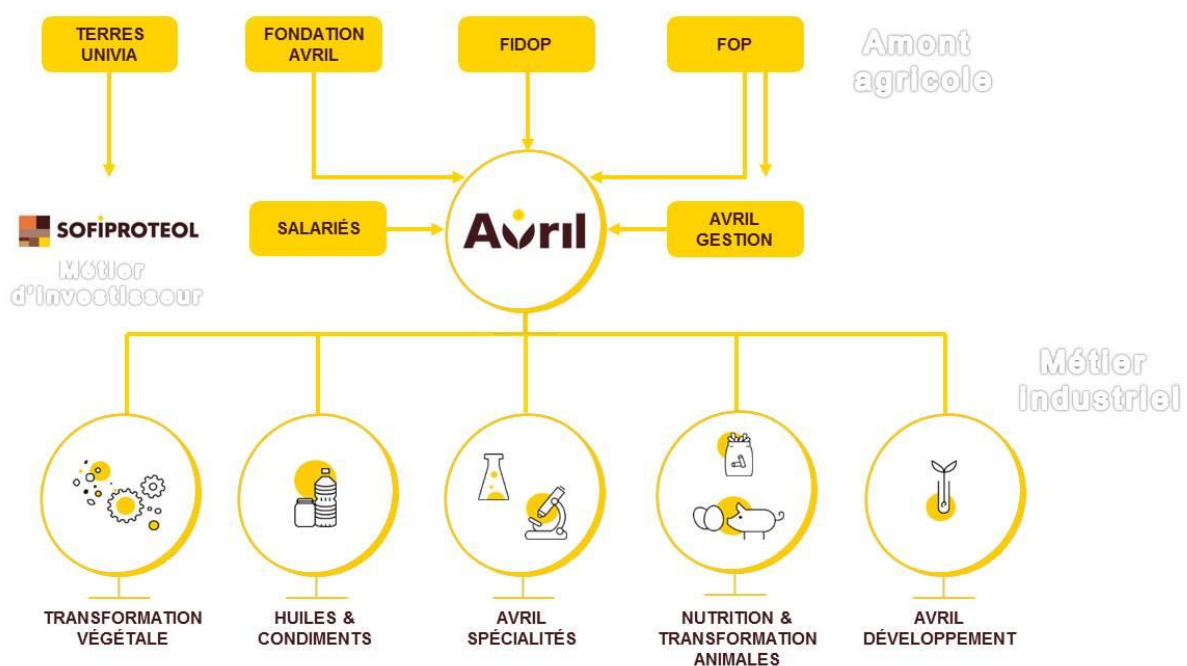 TERRES
UNIVIA
FONDATION
AVRIL
FIDOP
FOP
Amont
agricole
SOFIPROTEOL
Métier
d'investisseur
SALARIÉS
Avril
AVRIL
GESTION
Métier
industriel
TRANSFORMATION
VÉGÉTALE
HUILES &
CONDIMENTS
AVRIL
SPÉCIALITÉS
NUTRITION &
TRANSFORMATION
ANIMALES
AVRIL
DÉVELOPPEMENT